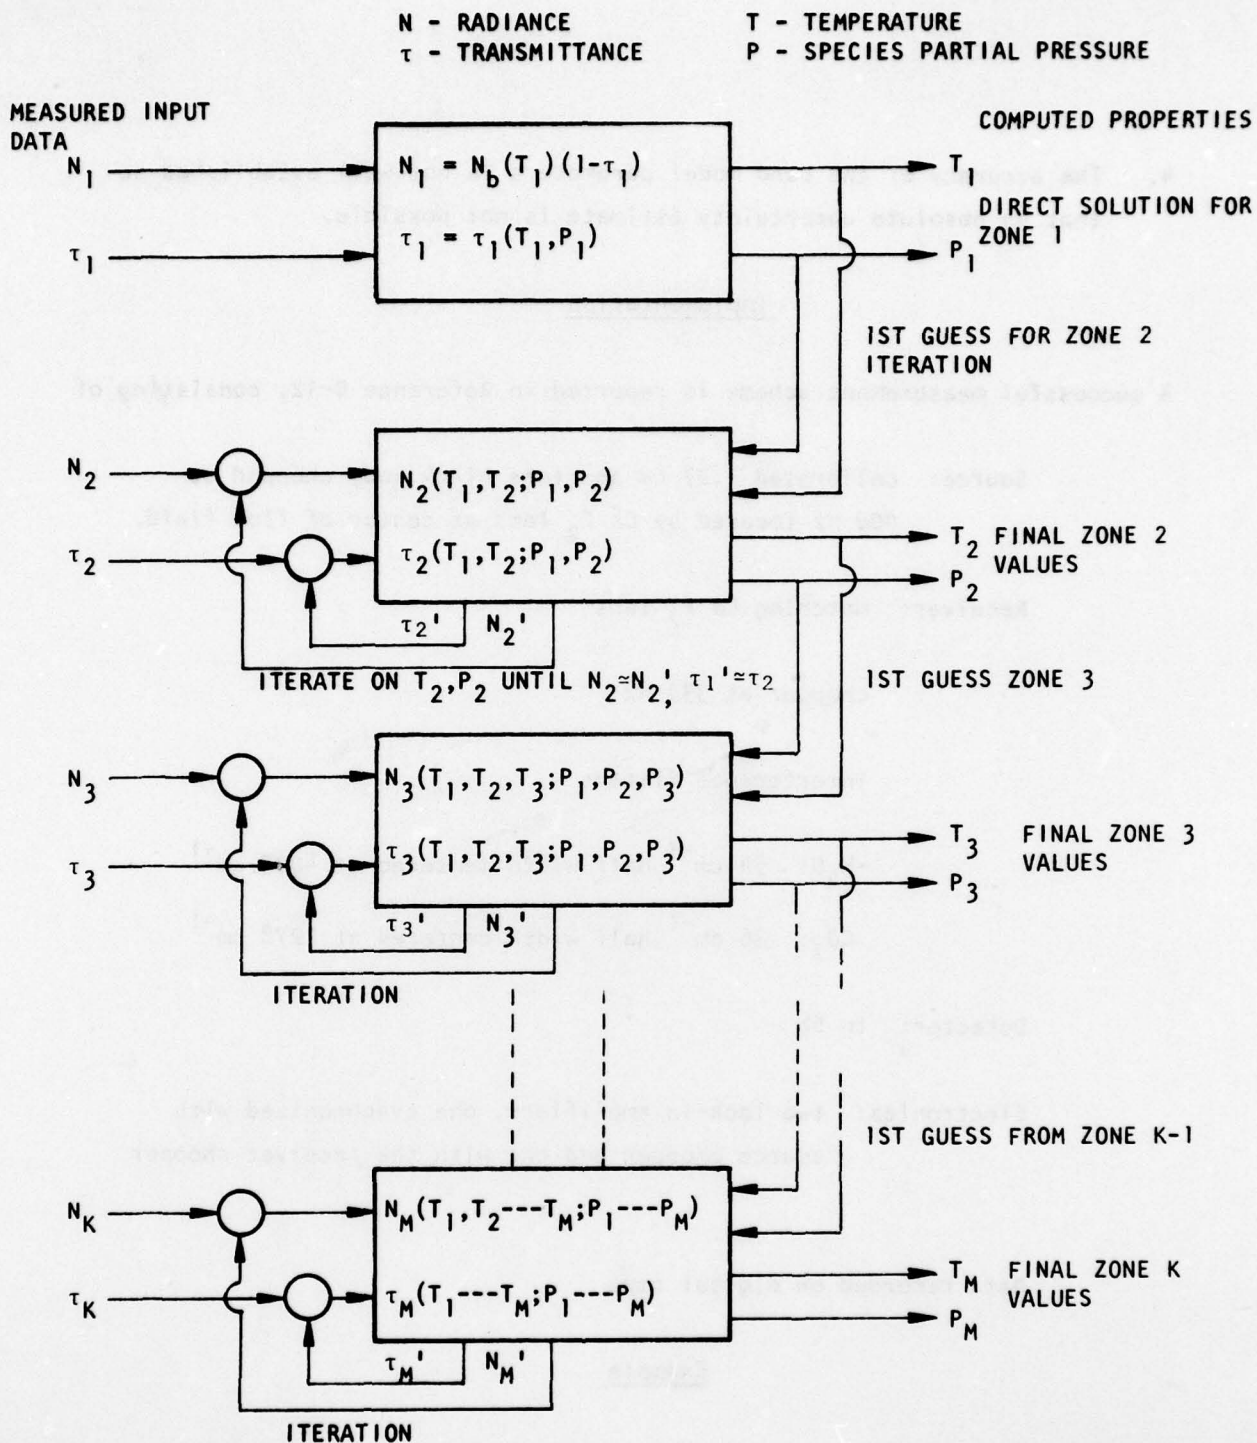 N - RADIANCE T - TEMPERATURE
τ - TRANSMITTANCE P - SPECIES PARTIAL PRESSURE
MEASURED INPUT
DATA
COMPUTED PROPERTIES
N1
N1 = Nb(T1)(1-τ1)
T1
DIRECT SOLUTION FOR
ZONE 1
τ1
τ1 = τ1(T1,P1)
P1
1ST GUESS FOR ZONE 2
ITERATION
N2
N2(T1,T2;P1,P2)
τ2
τ2(T1,T2;P1,P2)
T2 FINAL ZONE 2
VALUES
P2
τ2' N2'
ITERATE ON T2,P2 UNTIL N2≃N2', τ1'≃τ2
1ST GUESS ZONE 3
N3
N3(T1,T2,T3;P1,P2,P3)
τ3
τ3(T1,T2,T3;P1,P2,P3)
T3 FINAL ZONE 3
VALUES
P3
τ3' N3'
ITERATION
1ST GUESS FROM ZONE K-1
NK
NM(T1,T2---TM;P1---PM)
τK
τM(T1---TM;P1---PM)
TM FINAL ZONE K
VALUES
PM
τM' NM'
ITERATION